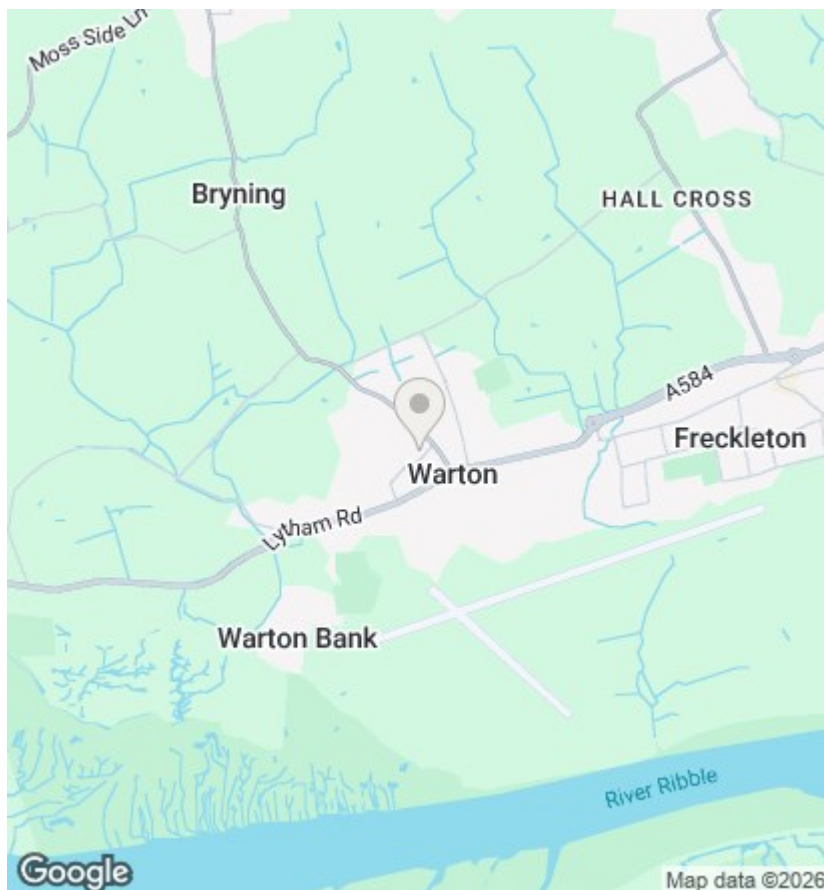 Moss Side Ln
Bryning
HALL CROSS
A584
Freckleton
Warton
Lytham Rd
Warton Bank
River Ribble
Google
Map data ©2026